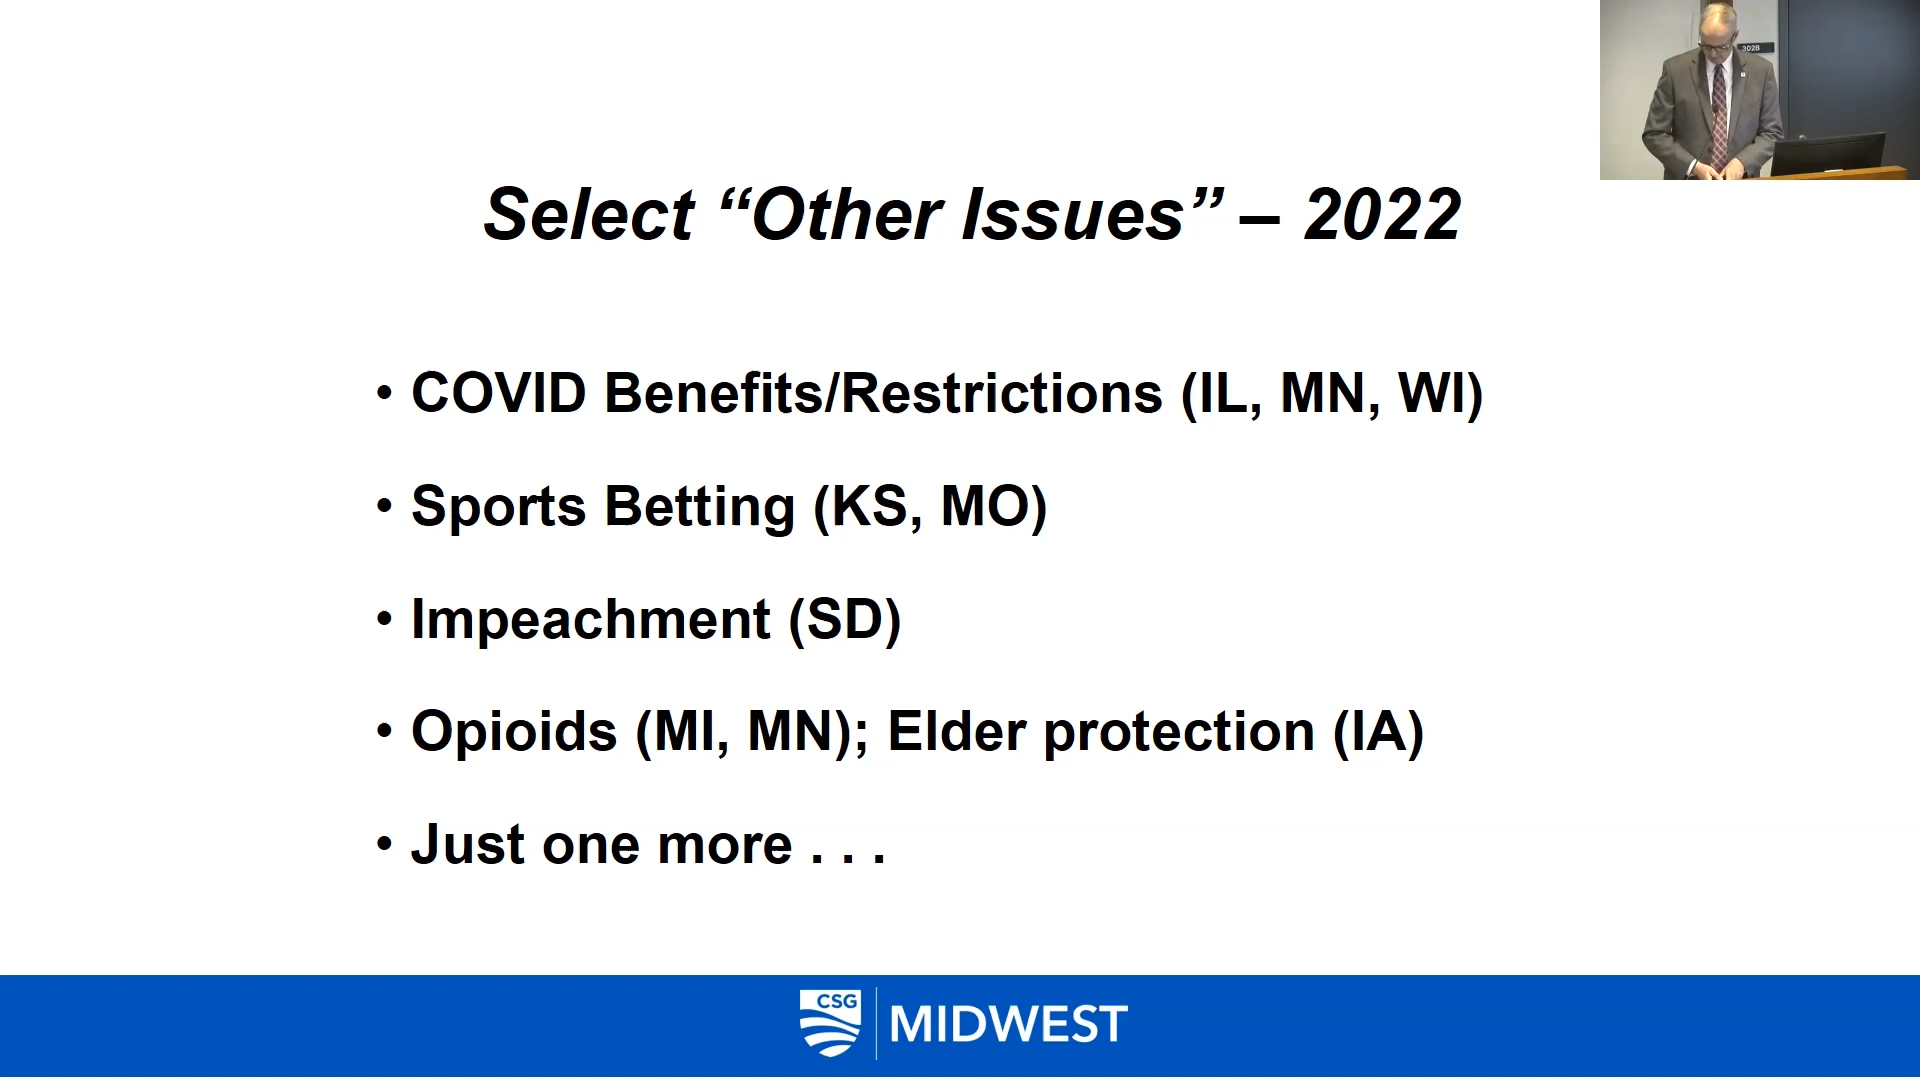 302B
Select “Other Issues” – 2022
• COVID Benefits/Restrictions (IL, MN, WI)
• Sports Betting (KS, MO)
• Impeachment (SD)
• Opioids (MI, MN); Elder protection (IA)
• Just one more . . .
CSG
MIDWEST